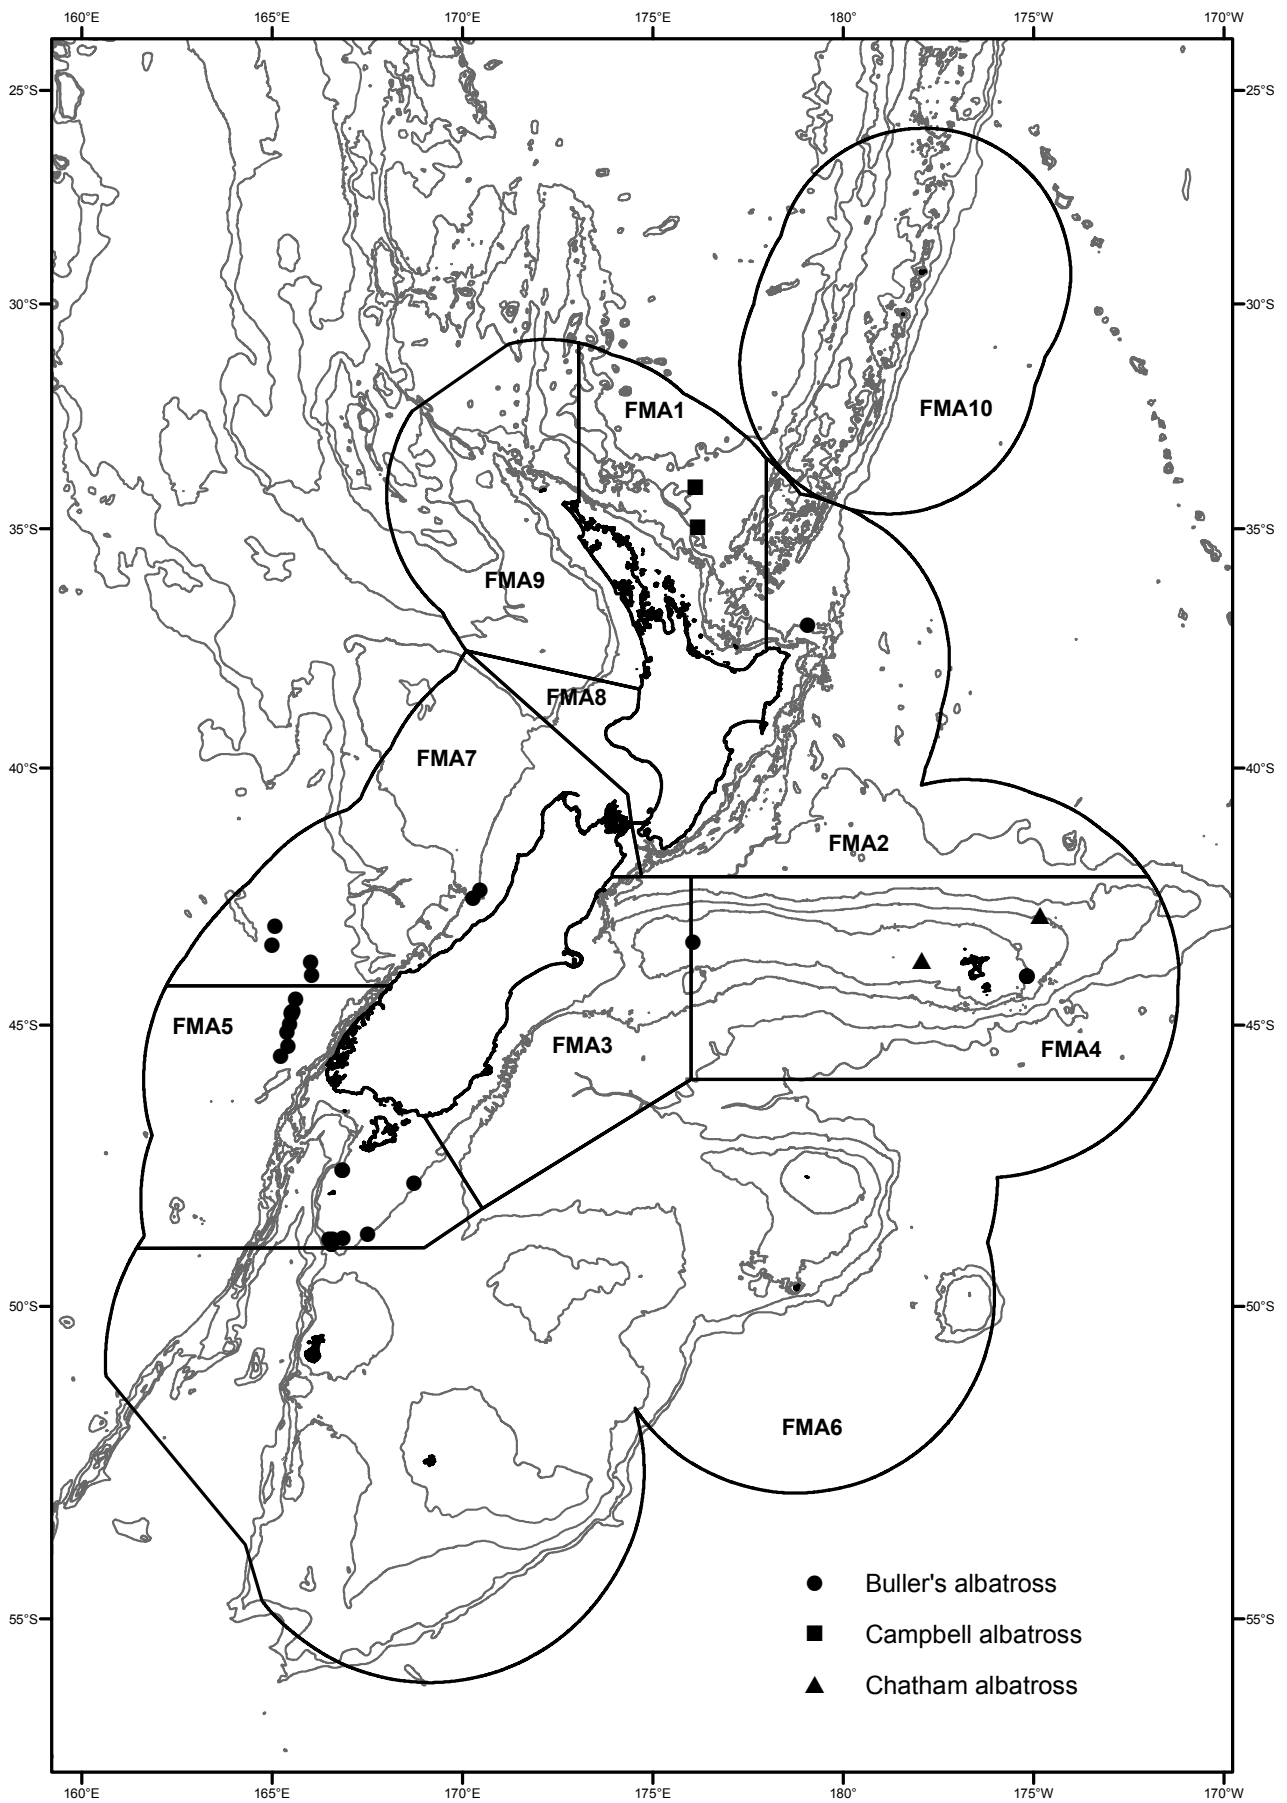 160°E 165°E 170°E 175°E 180° 175°W 170°W
25°S 25°S
30°S 30°S
FMA1
FMA10
35°S 35°S
FMA9
FMA8
FMA7
40°S 40°S
FMA2
FMA5
45°S 45°S
FMA3
FMA4
50°S 50°S
FMA6
Buller's albatross
55°S 55°S
Campbell albatross
Chatham albatross
160°E 165°E 170°E 175°E 180° 175°W 170°W